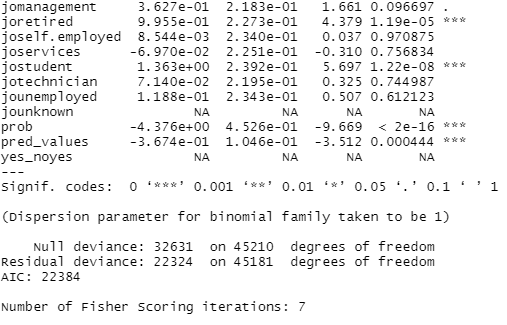 jomanagement 3.627e-01 2.183e-01 1.661 0.096697 .
joretired 9.955e-01 2.273e-01 4.379 1.19e-05 ***
joself.employed 8.544e-03 2.340e-01 0.037 0.970875
joservices -6.970e-02 2.251e-01 -0.310 0.756834
jostudent 1.363e+00 2.392e-01 5.697 1.22e-08 ***
jotechnician 7.140e-02 2.195e-01 0.325 0.744987
jounemployed 1.188e-01 2.343e-01 0.507 0.612123
jounknown NA NA NA NA
prob -4.376e+00 4.526e-01 -9.669 < 2e-16 ***
pred_values -3.674e-01 1.046e-01 -3.512 0.000444 ***
yes_noyes NA NA NA NA
---
Signif. codes: 0 ‘***’ 0.001 ‘**’ 0.01 ‘*’ 0.05 ‘.’ 0.1 ‘ ’ 1
(Dispersion parameter for binomial family taken to be 1)
Null deviance: 32631 on 45210 degrees of freedom
Residual deviance: 22324 on 45181 degrees of freedom
AIC: 22384
Number of Fisher Scoring iterations: 7